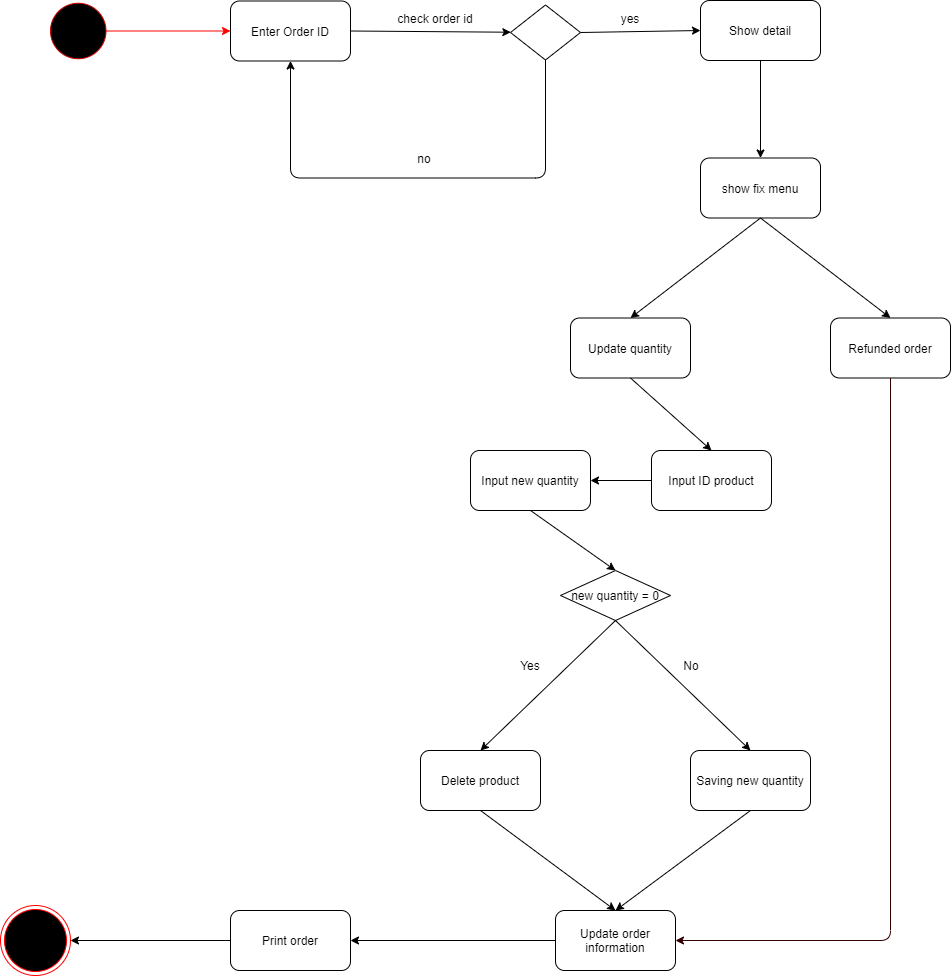 Enter Order ID
check order id
yes
Show detail
no
show fix menu
Update quantity
Refunded order
Input new quantity
Input ID product
new quantity = 0
Yes
No
Delete product
Saving new quantity
Print order
Update order
information